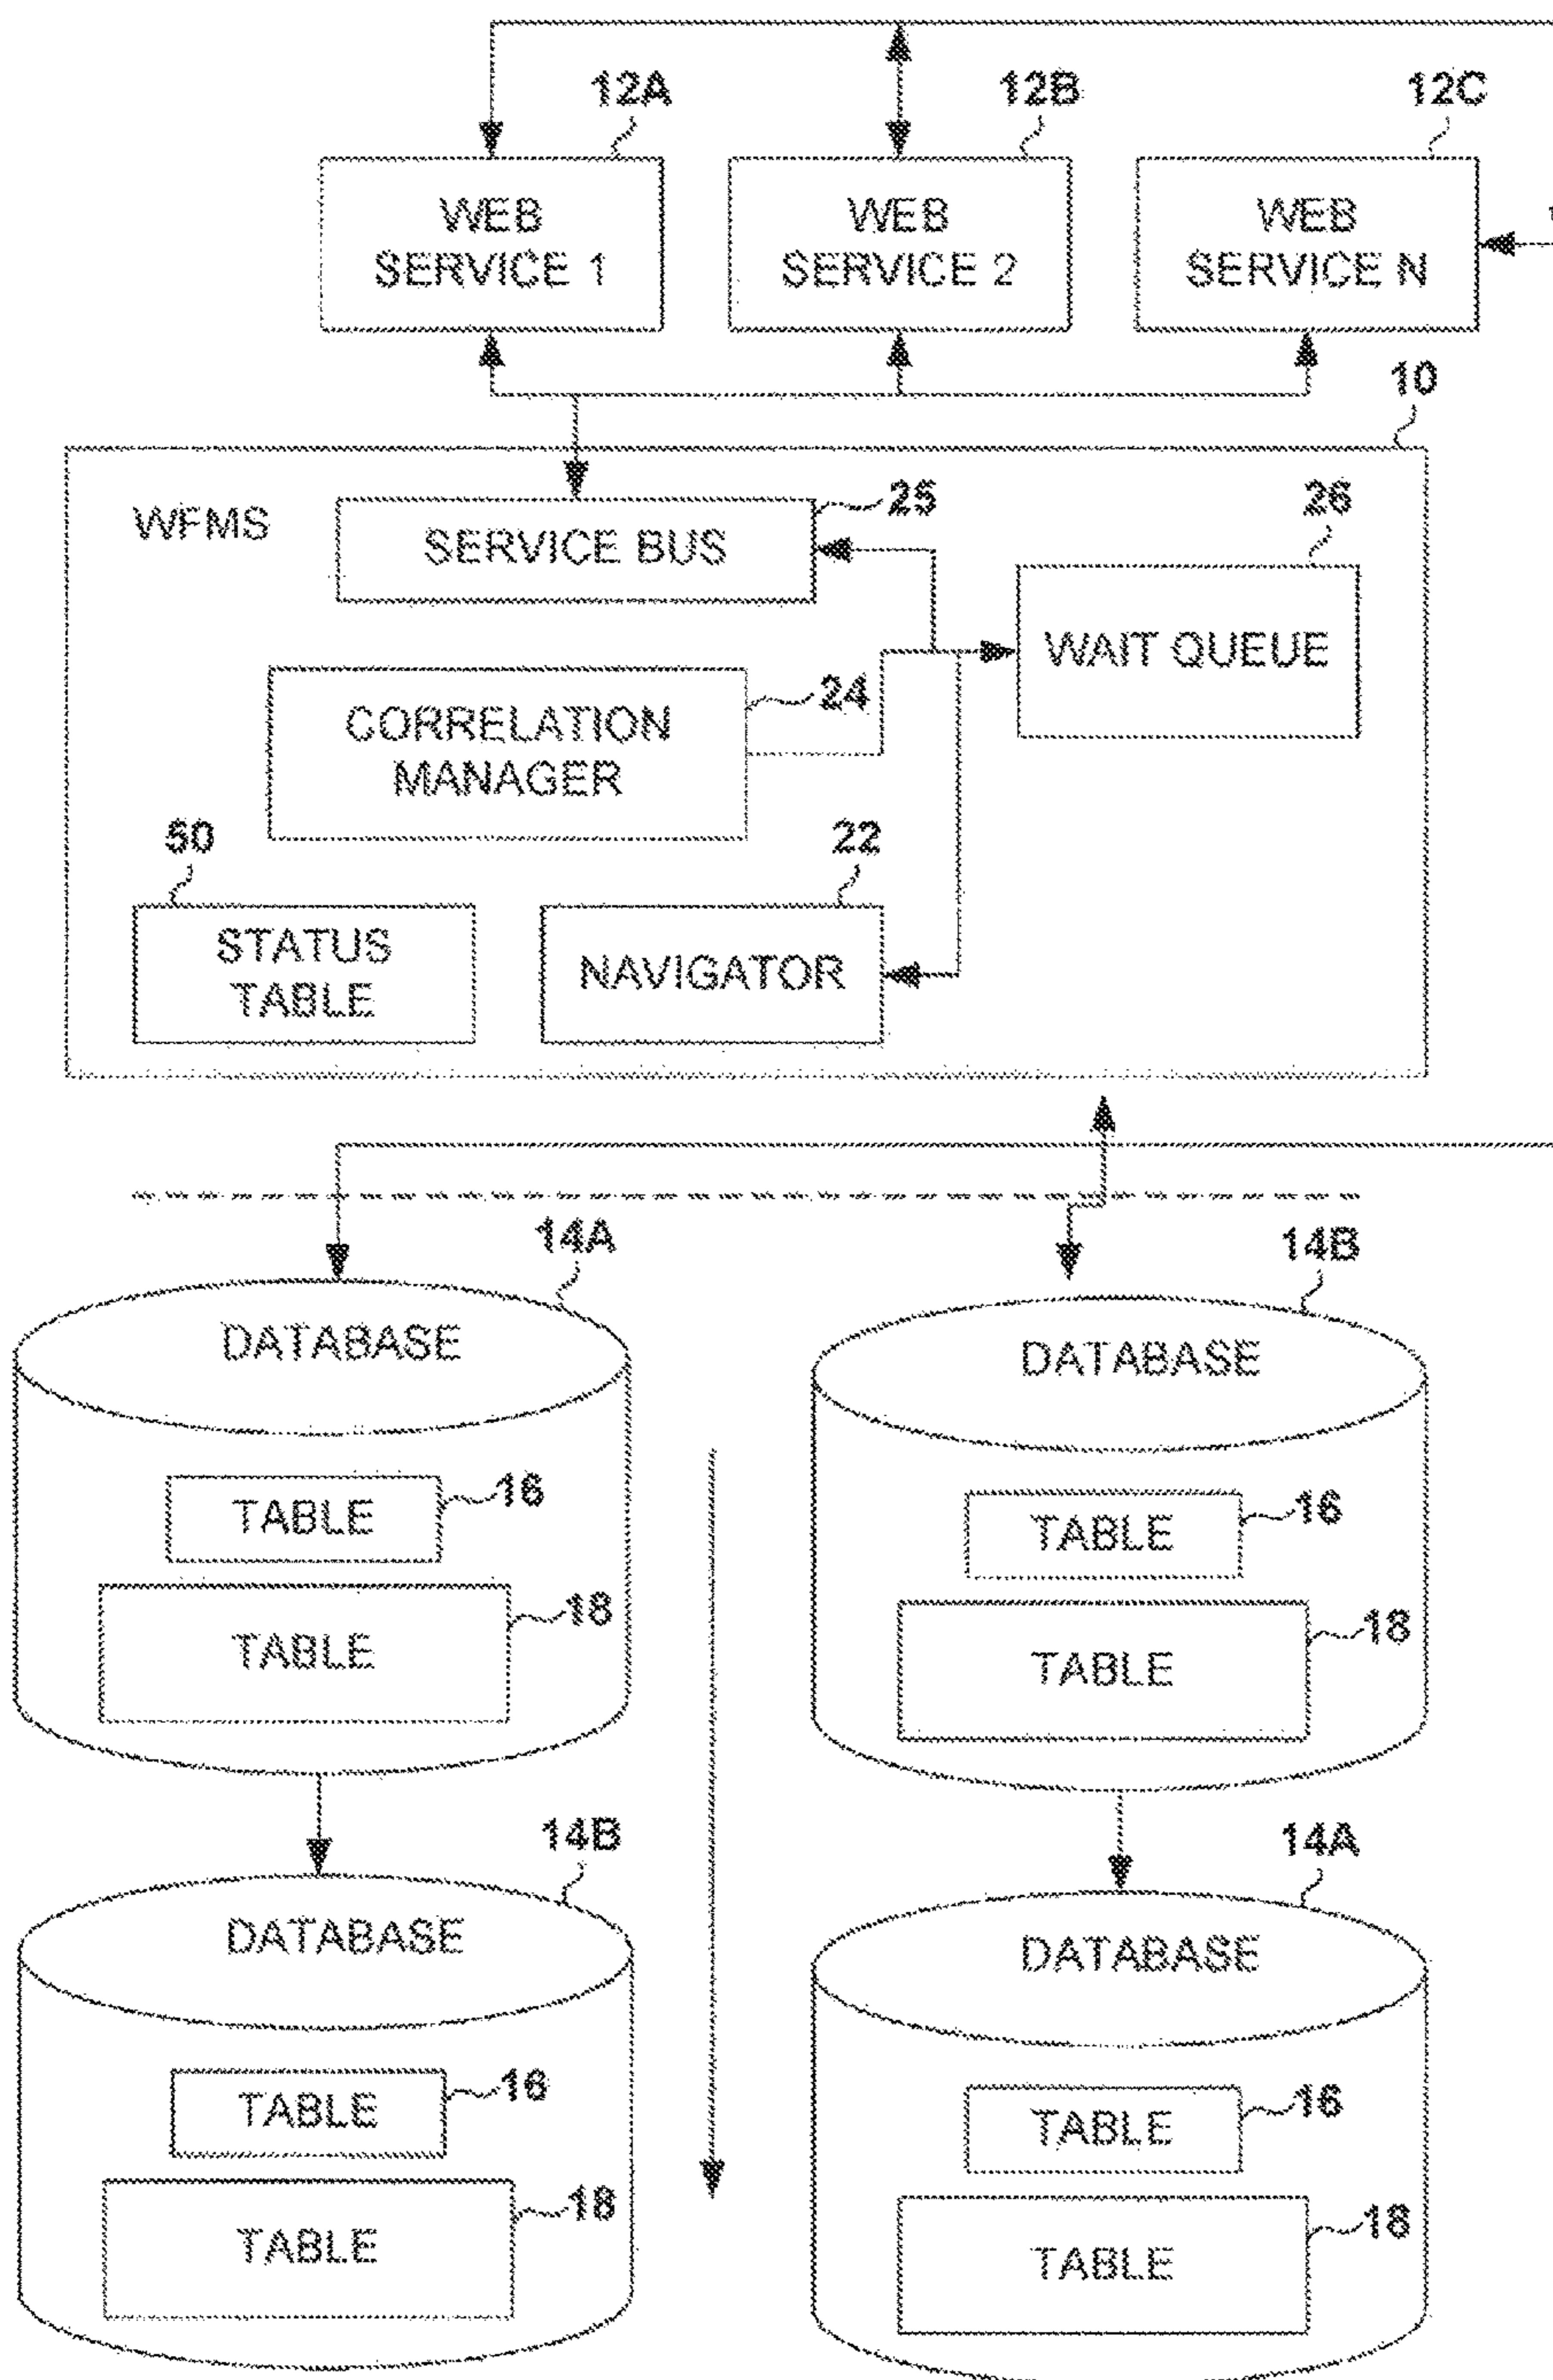 12A
12B
12C
WEB
SERVICE 1
WEB
SERVICE 2
WEB
SERVICE N
10
WFMS
SERVICE BUS
25
26
WAIT QUEUE
CORRELATION
MANAGER
24
50
STATUS
TABLE
22
NAVIGATOR
14A
DATABASE
TABLE
16
TABLE
18
14B
DATABASE
TABLE
16
TABLE
18
14B
DATABASE
TABLE
16
TABLE
18
14A
DATABASE
TABLE
16
TABLE
18